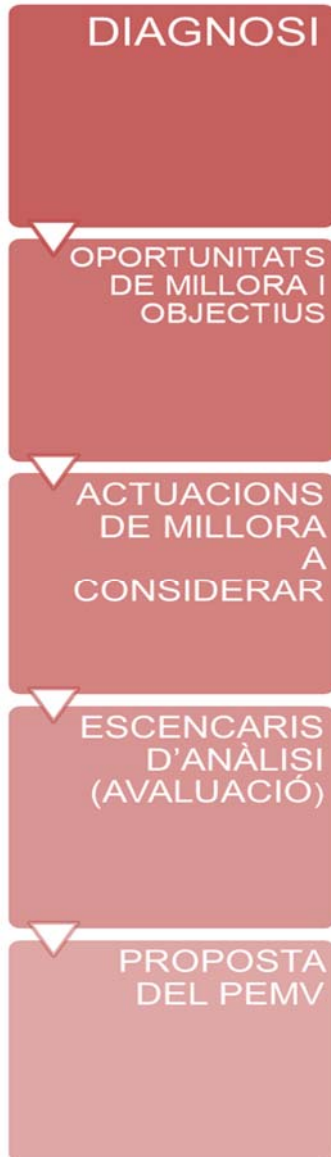 DIAGNOSI
OPORTUNITATS
DE MILLORA I
OBJECTIUS
ACTUACIONS
DE MILLORA
A
CONSIDERAR
ESCENCARIS
D'ANÀLISI
(AVALUACIÓ)
PROPOSTA
DEL PEMV